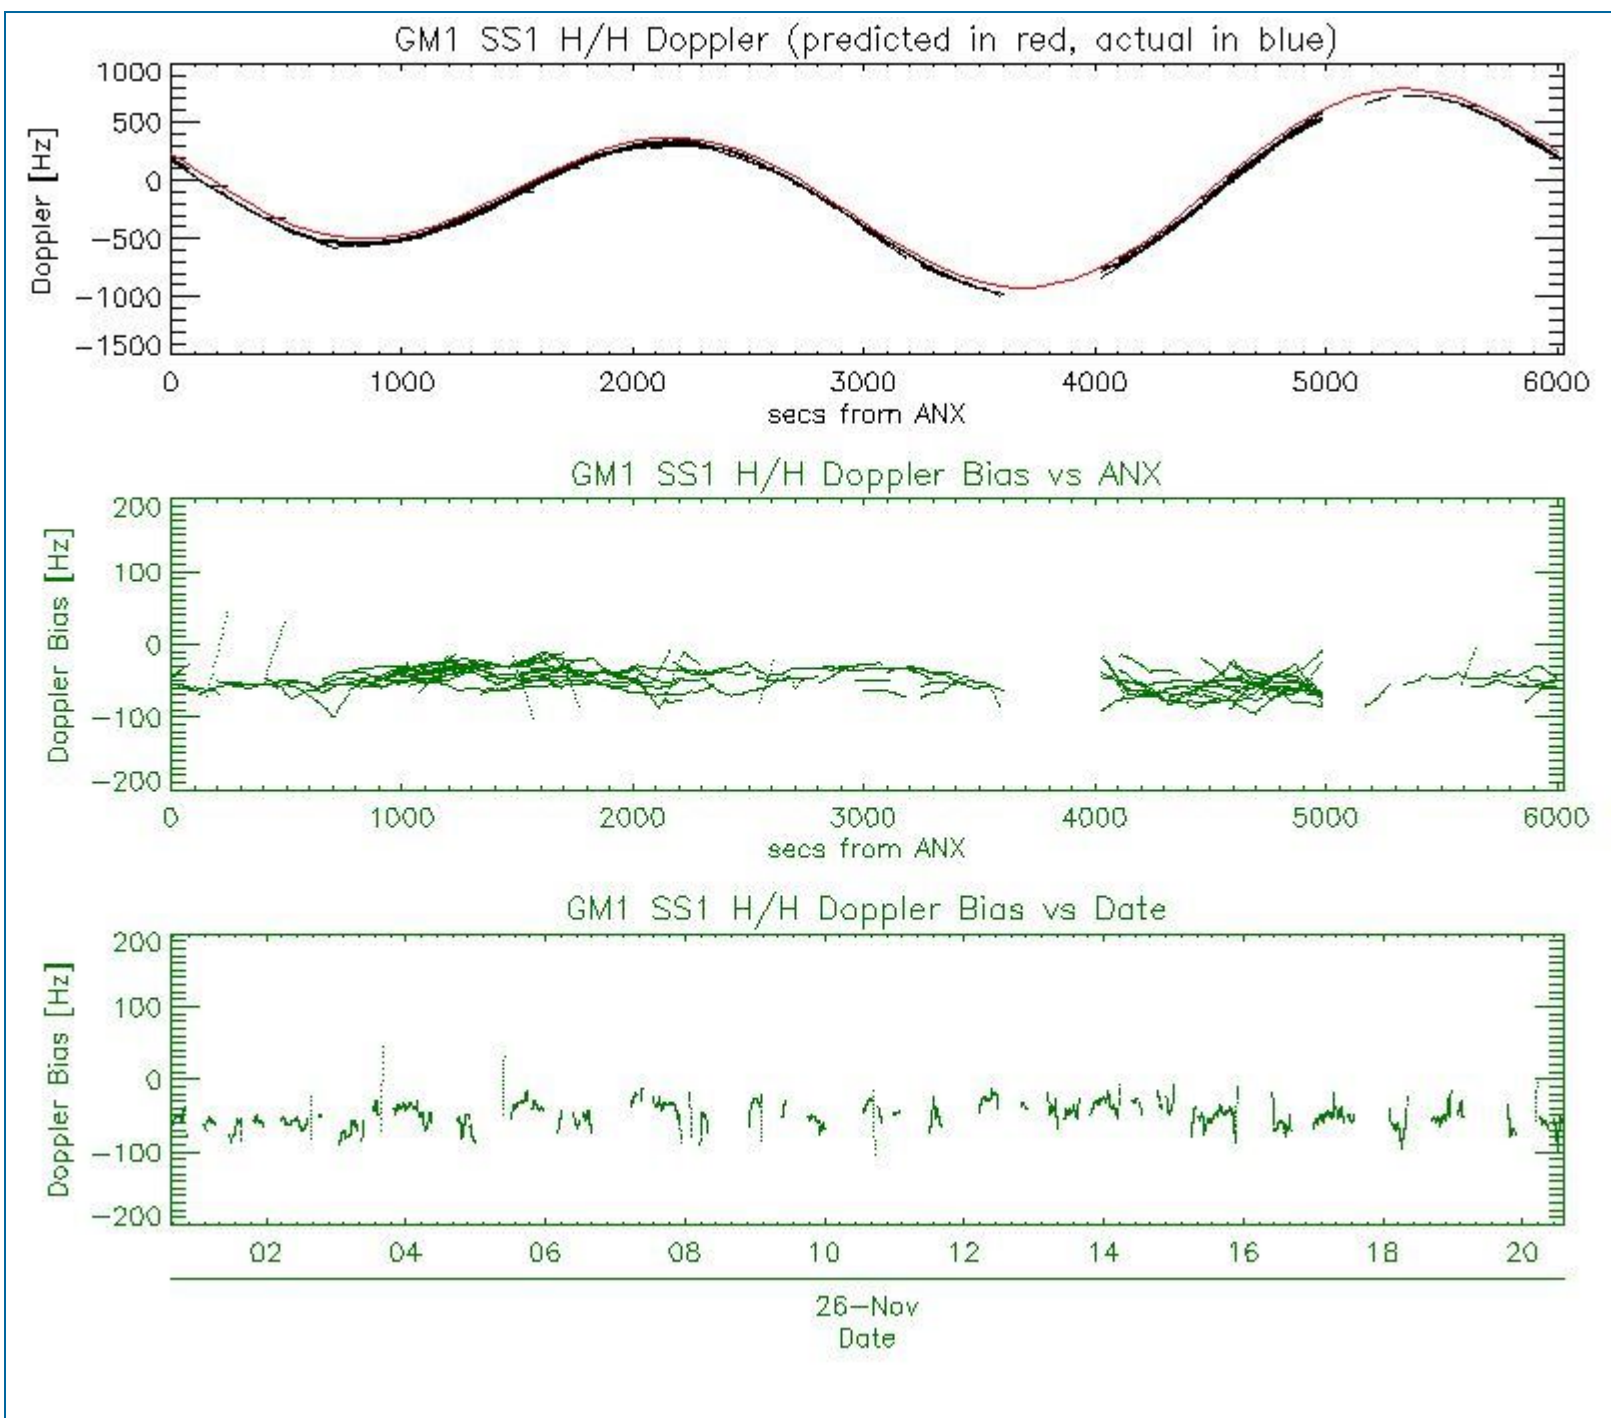 GM1 SS1 H/H Doppler (predicted in red, actual in blue)
Doppler [Hz]
1000
500
0
−500
−1000
−1500
0 1000 2000 3000 4000 5000 6000
secs from ANX
GM1 SS1 H/H Doppler Bias vs ANX
Doppler Bias [Hz]
200
100
0
−100
−200
0 1000 2000 3000 4000 5000 6000
secs from ANX
GM1 SS1 H/H Doppler Bias vs Date
Doppler Bias [Hz]
200
100
0
−100
−200
02 04 06 08 10 12 14 16 18 20
26−Nov
Date